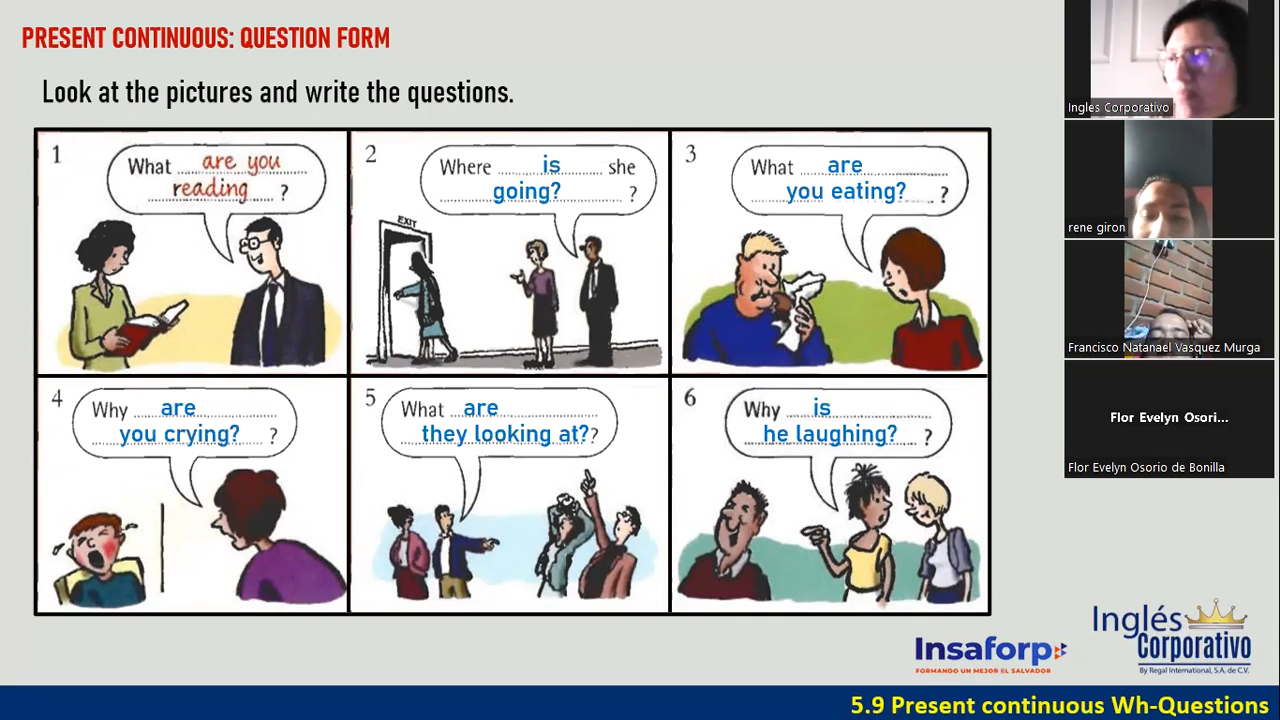 PRESENT CONTINUOUS: QUESTION FORM
Look at the pictures and write the questions.
1
What are you
reading ?
2
Where is she
going? ?
EXIT
3
What are
you eating? ?
4
Why are
you crying? ?
5
What are
they looking at??
6
Why is
he laughing? ?
Ingles Corporativo
rene giron
Francisco Natanael Vasquez Murga
Flor Evelyn Osori...
Flor Evelyn Osorio de Bonilla
Insaforp
FORMANDO UN MEJOR EL SALVADOR
Inglés
Corporativo
By Regal International, S.A. de C.V.
5.9 Present continuous Wh-Questions